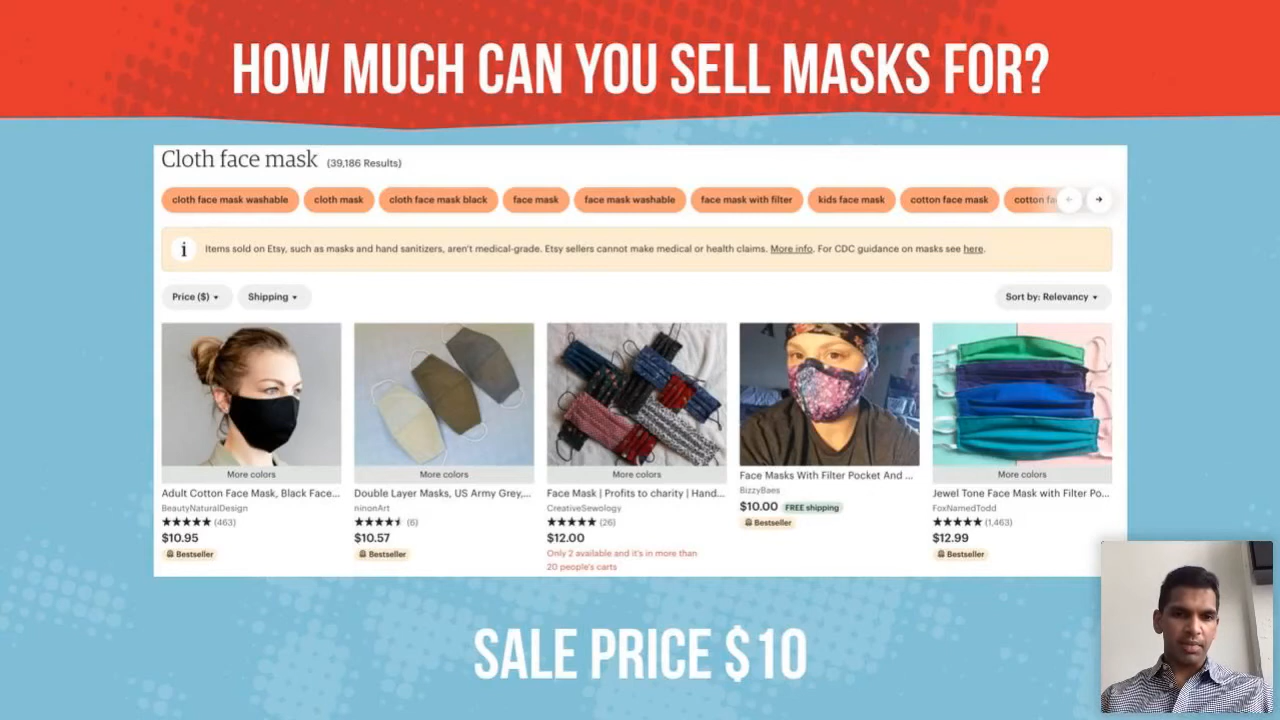 HOW MUCH CAN YOU SELL MASKS FOR?
Cloth face mask (39,186 Results)
cloth face mask washable cloth mask cloth face mask black face mask face mask washable face mask with filter kids face mask cotton face mask cotton
Items sold on Etsy, such as masks and hand sanitizers, aren't medical-grade. Etsy sellers cannot make medical or health claims. More info. For CDC guidance on masks see here.
Price ($) Shipping Sort by: Relevancy
More colors
Adult Cotton Face Mask, Black Face...
BeautyNaturalDesign
★★★★★ (463)
$10.95
Bestseller
More colors
Double Layer Masks, US Army Grey,...
ninonArt
(6)
$10.57
Bestseller
More colors
Face Mask | Profits to charity | Hand...
CreativeSewology
★★★★★ (26)
$12.00
Only 2 available and it's in more than
20 people's carts
Face Masks With Filter Pocket And ...
BizzyBaes
$10.00 FREE shipping
Bestseller
More colors
Jewel Tone Face Mask with Filter Po...
FoxNamedTodd
★★★★★ (1,463)
$12.99
Bestseller
SALE PRICE $10